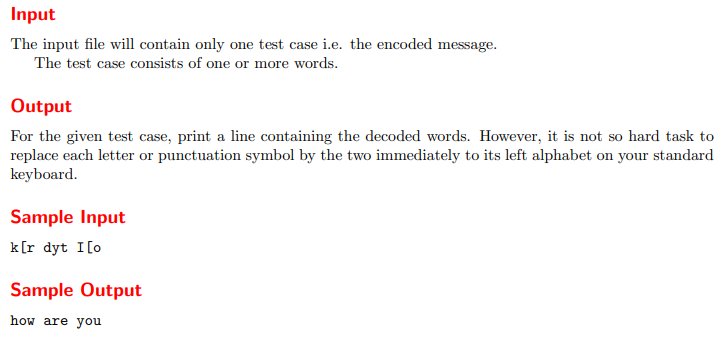 Input
The input file will contain only one test case i.e. the encoded message.
The test case consists of one or more words.
Output
For the given test case, print a line containing the decoded words. However, it is not so hard task to
replace each letter or punctuation symbol by the two immediately to its left alphabet on your standard
keyboard.
Sample Input
k[r dyt I[o
Sample Output
how are you